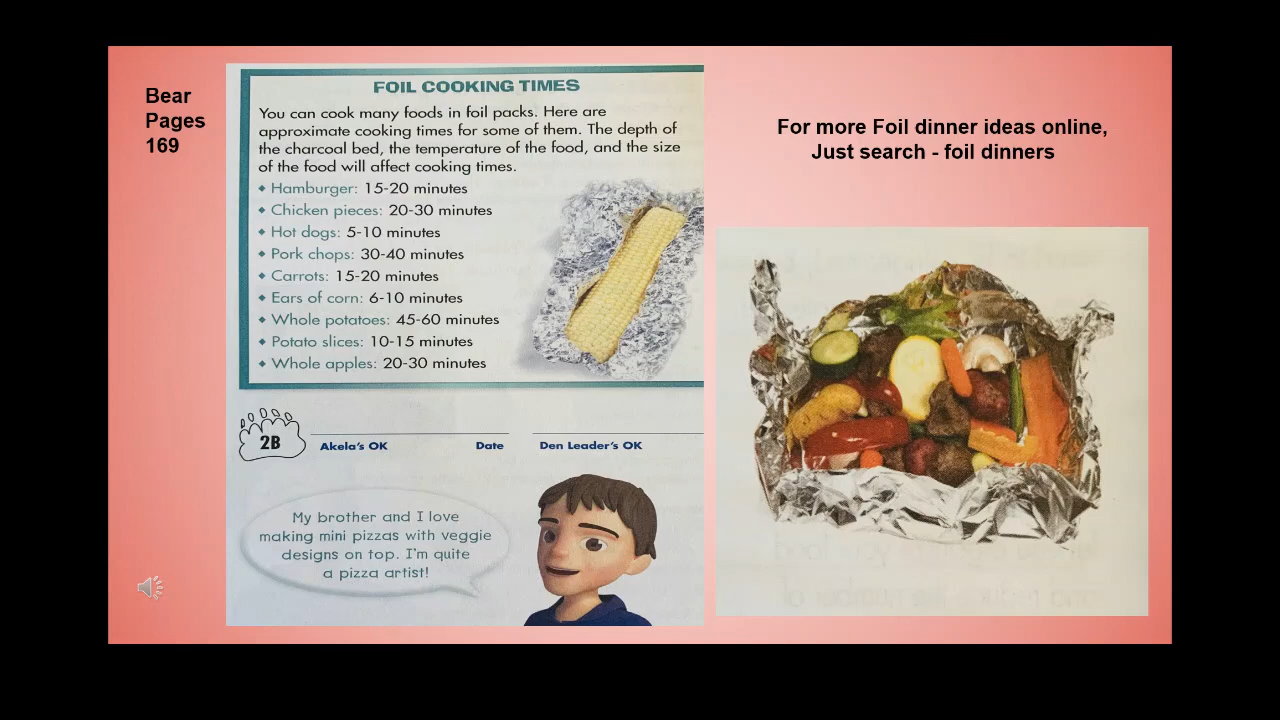 Bear
Pages
169
FOIL COOKING TIMES
You can cook many foods in foil packs. Here are
approximate cooking times for some of them. The depth of
the charcoal bed, the temperature of the food, and the size
of the food will affect cooking times.
◆ Hamburger: 15-20 minutes
◆ Chicken pieces: 20-30 minutes
◆ Hot dogs: 5-10 minutes
◆ Pork chops: 30-40 minutes
◆ Carrots: 15-20 minutes
◆ Ears of corn: 6-10 minutes
◆ Whole potatoes: 45-60 minutes
◆ Potato slices: 10-15 minutes
◆ Whole apples: 20-30 minutes
2B
Akela's OK Date Den Leader's OK
My brother and I love
making mini pizzas with veggie
designs on top. I'm quite
a pizza artist!
For more Foil dinner ideas online,
Just search - foil dinners